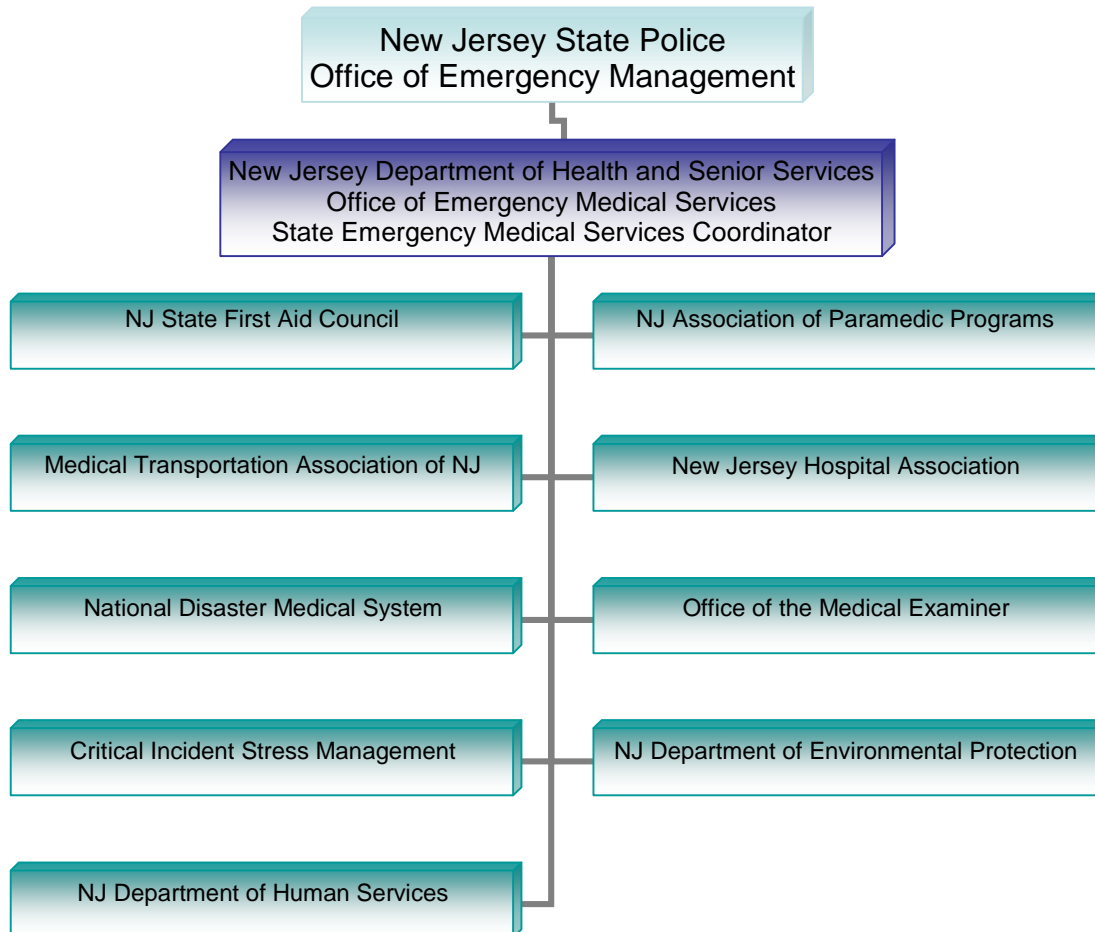 New Jersey State Police
Office of Emergency Management
New Jersey Department of Health and Senior Services
Office of Emergency Medical Services
State Emergency Medical Services Coordinator
NJ State First Aid Council
NJ Association of Paramedic Programs
Medical Transportation Association of NJ
New Jersey Hospital Association
National Disaster Medical System
Office of the Medical Examiner
Critical Incident Stress Management
NJ Department of Environmental Protection
NJ Department of Human Services